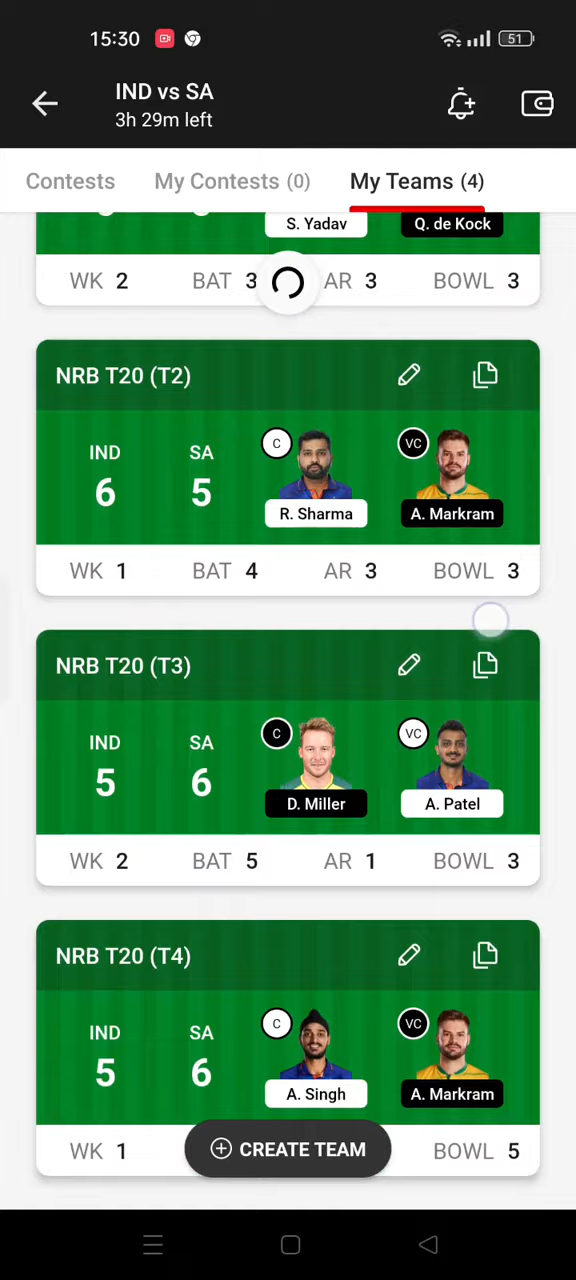 15:30
51
IND vs SA
3h 29m left
Contests
My Contests (0)
My Teams (4)
S. Yadav
Q. de Kock
WK 2 BAT 3 AR 3 BOWL 3
NRB T20 (T2)
IND SA
6 5
C VC
R. Sharma A. Markram
WK 1 BAT 4 AR 3 BOWL 3
NRB T20 (T3)
IND SA
5 6
C VC
D. Miller A. Patel
WK 2 BAT 5 AR 1 BOWL 3
NRB T20 (T4)
IND SA
5 6
C VC
A. Singh A. Markram
WK 1 BOWL 5
CREATE TEAM